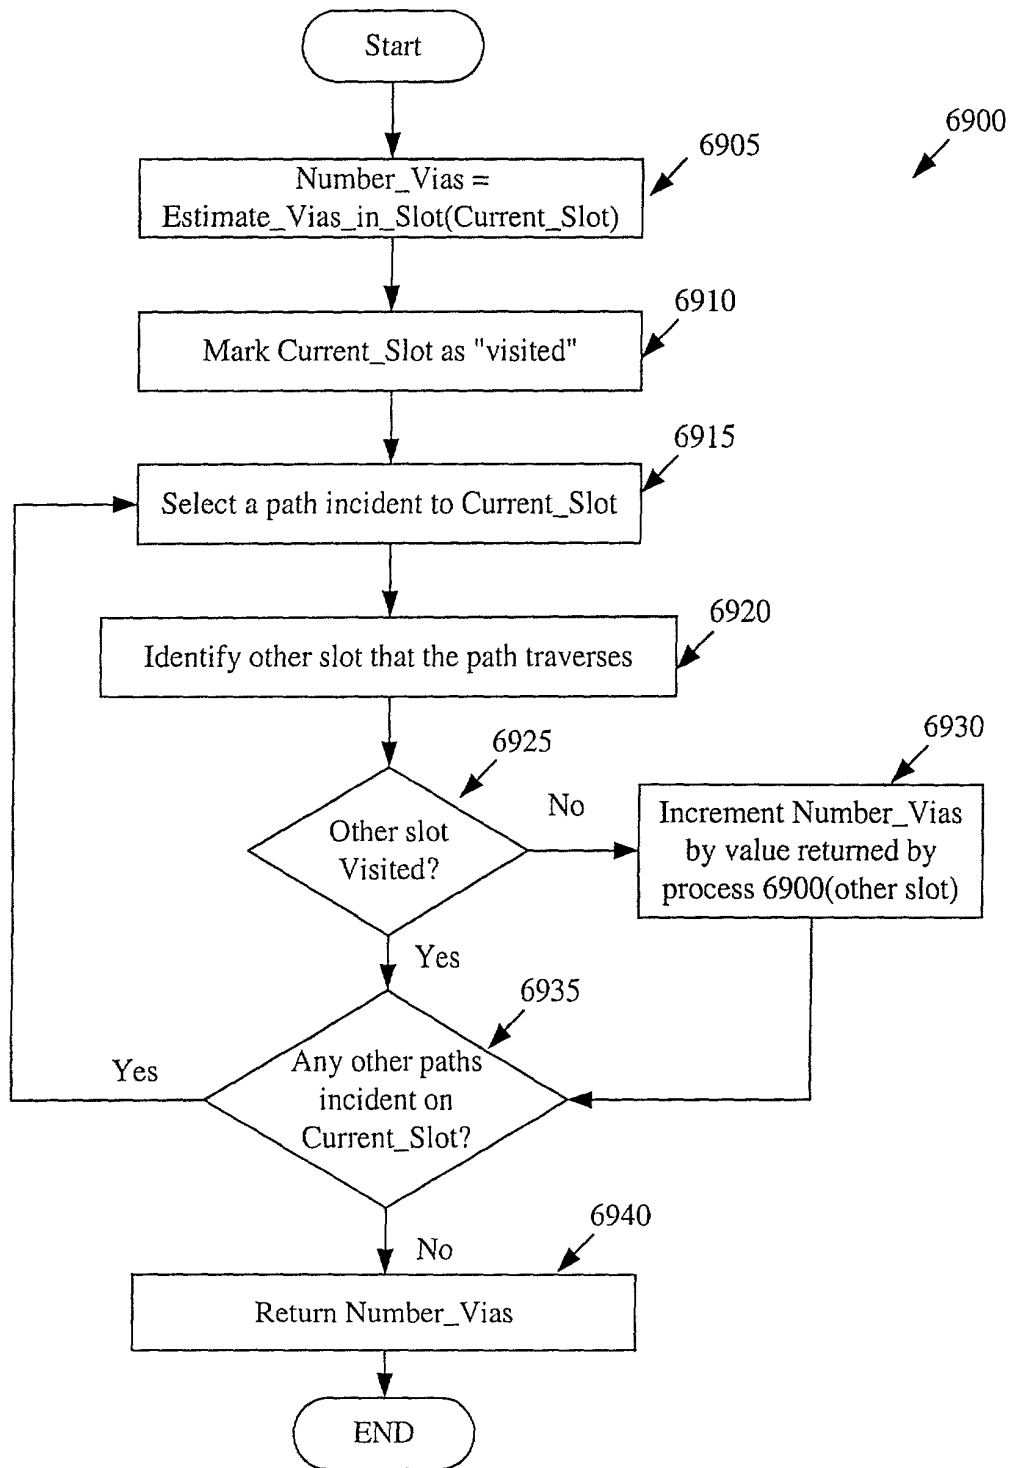 Start
6900
6905
Number_Vias =
Estimate_Vias_in_Slot(Current_Slot)
6910
Mark Current_Slot as "visited"
6915
Select a path incident to Current_Slot
6920
Identify other slot that the path traverses
6925
Other slot
Visited?
No
6930
Increment Number_Vias
by value returned by
process 6900(other slot)
Yes
6935
Any other paths
incident on
Current_Slot?
Yes
No
6940
Return Number_Vias
END